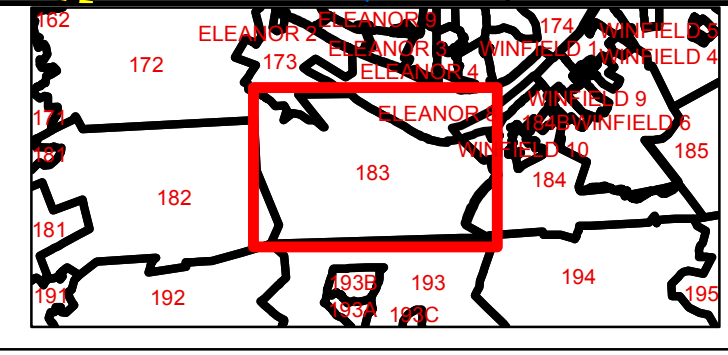 162
ELEANOR 9
174
WINFIELD 5
ELEANOR 2
ELEANOR 3
WINFIELD 1
WINFIELD 4
172
173
ELEANOR 4
WINFIELD 9
171
ELEANOR 8
184B
WINFIELD 6
181
WINFIELD 10
185
183
184
182
181
194
193B
193
191
192
195
193A
193C